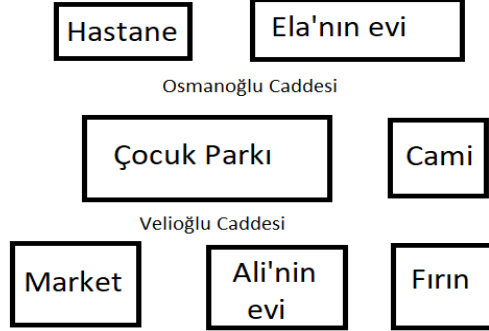 Hastane
Ela'nın evi
Osmanoğlu Caddesi
Çocuk Parkı
Cami
Velioğlu Caddesi
Market
Ali'nin
evi
Fırın